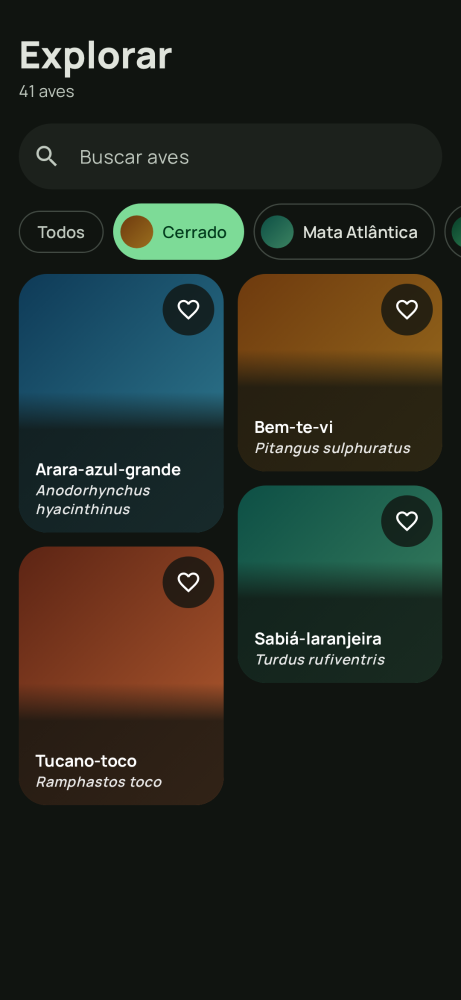 Explorar
41 aves
Buscar aves
Todos
Cerrado
Mata Atlântica
Arara-azul-grande
Anodorhynchus
hyacinthinus
Bem-te-vi
Pitangus sulphuratus
Sabiá-laranjeira
Turdus rufiventris
Tucano-toco
Ramphastos toco